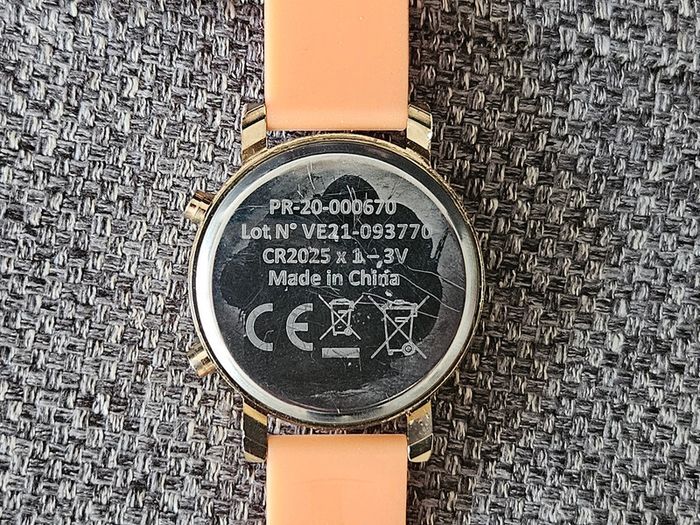 PR-20-000670
Lot N° VE21-093770
CR2025 x 1 – 3V
Made in China
CE